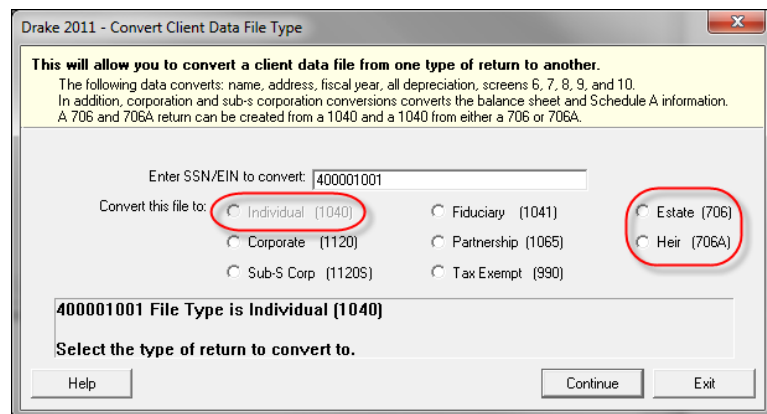 Drake 2011 - Convert Client Data File Type
This will allow you to convert a client data file from one type of return to another.
The following data converts: name, address, fiscal year, all depreciation, screens 6, 7, 8, 9, and 10.
In addition, corporation and sub-s corporation conversions converts the balance sheet and Schedule A information.
A 706 and 706A return can be created from a 1040 and a 1040 from either a 706 or 706A.
Enter SSN/EIN to convert: 400001001
Convert this file to: Individual (1040) Fiduciary (1041) Estate (706)
Corporate (1120) Partnership (1065) Heir (706A)
Sub-S Corp (1120S) Tax Exempt (990)
400001001 File Type is Individual (1040)
Select the type of return to convert to.
Help Continue Exit